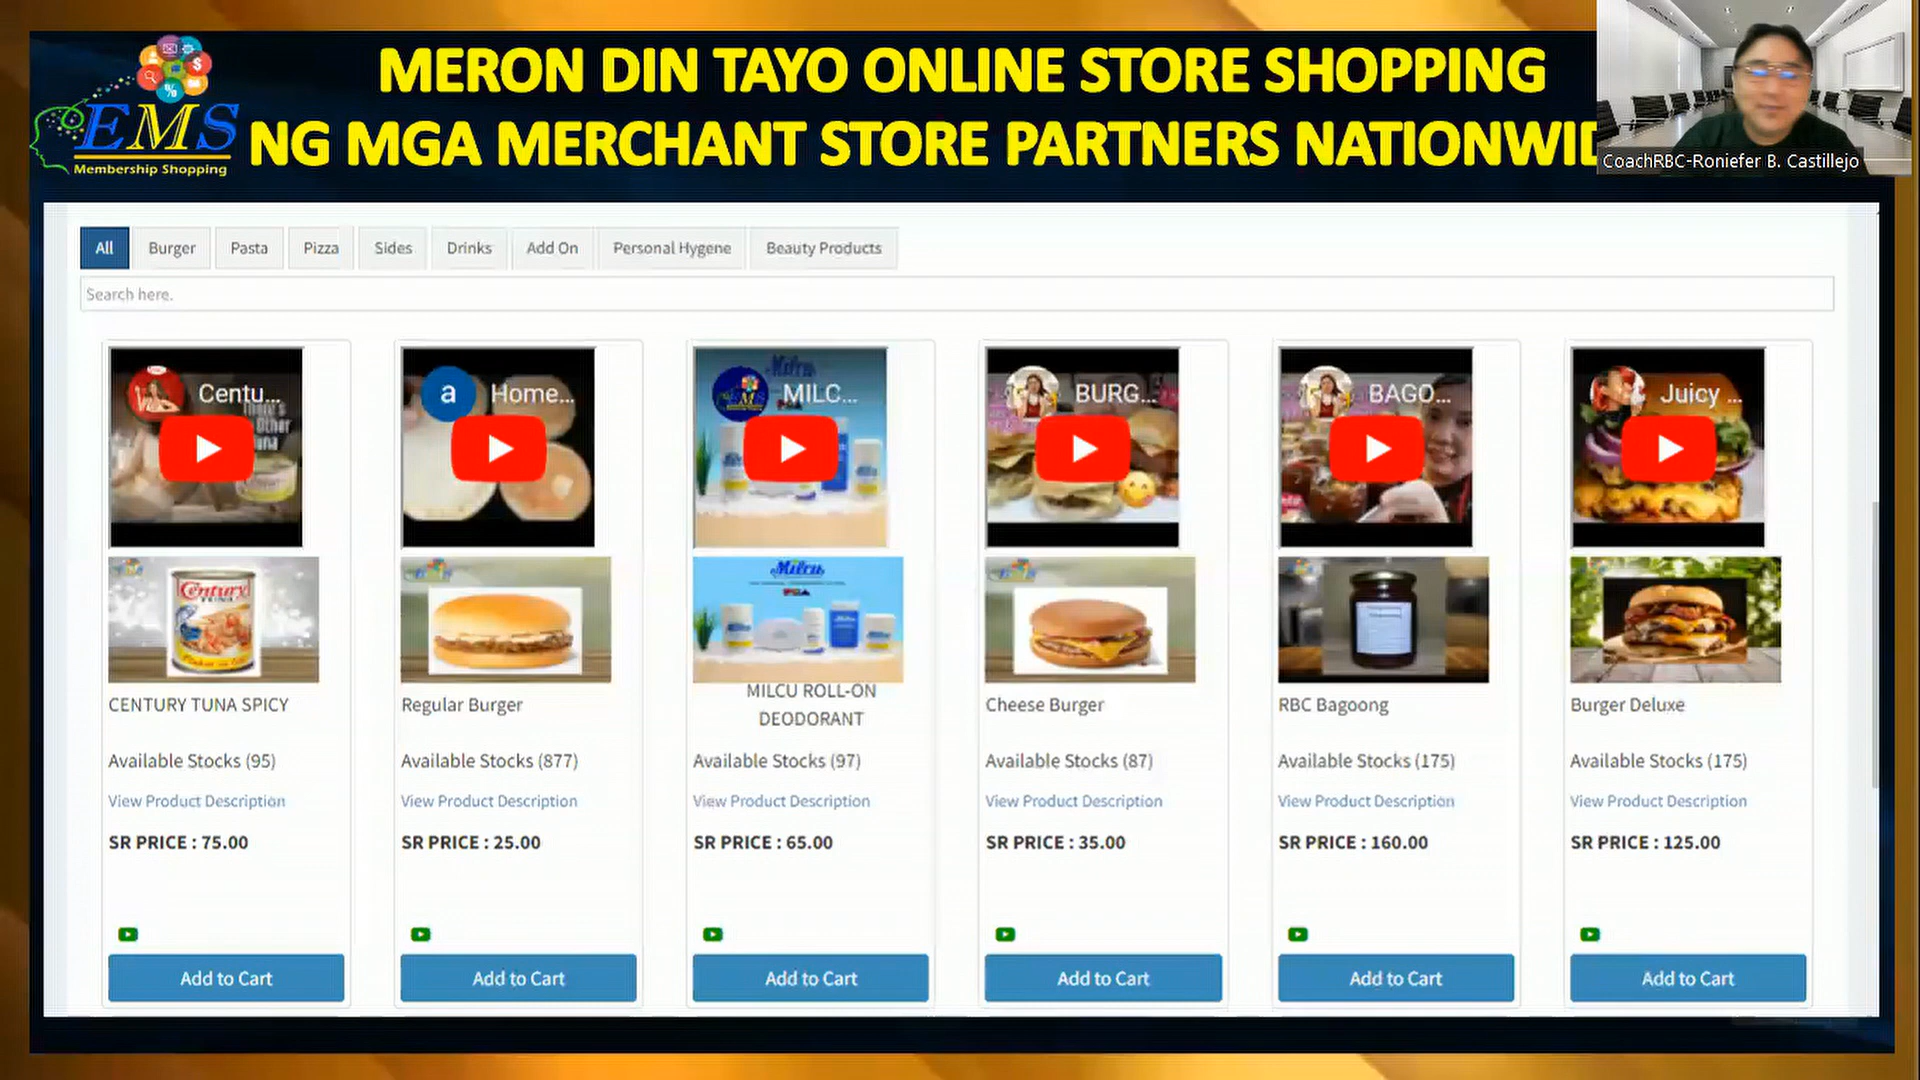 MERON DIN TAYO ONLINE STORE SHOPPING
NG MGA MERCHANT STORE PARTNERS NATIONWID
EMS
Membership Shopping
CoachRBC-Roniefer B. Castillejo
All Burger Pasta Pizza Sides Drinks Add On Personal Hygene Beauty Products
Search here.
Centu... a Home... MILC... BURG... BAGO... Juicy ...
Century
Milcu
CENTURY TUNA SPICY
Regular Burger
MILCU ROLL-ON
DEODORANT
Cheese Burger
RBC Bagoong
Burger Deluxe
Available Stocks (95) Available Stocks (877) Available Stocks (97) Available Stocks (87) Available Stocks (175) Available Stocks (175)
View Product Description View Product Description View Product Description View Product Description View Product Description View Product Description
SR PRICE : 75.00 SR PRICE : 25.00 SR PRICE : 65.00 SR PRICE : 35.00 SR PRICE : 160.00 SR PRICE : 125.00
Add to Cart Add to Cart Add to Cart Add to Cart Add to Cart Add to Cart